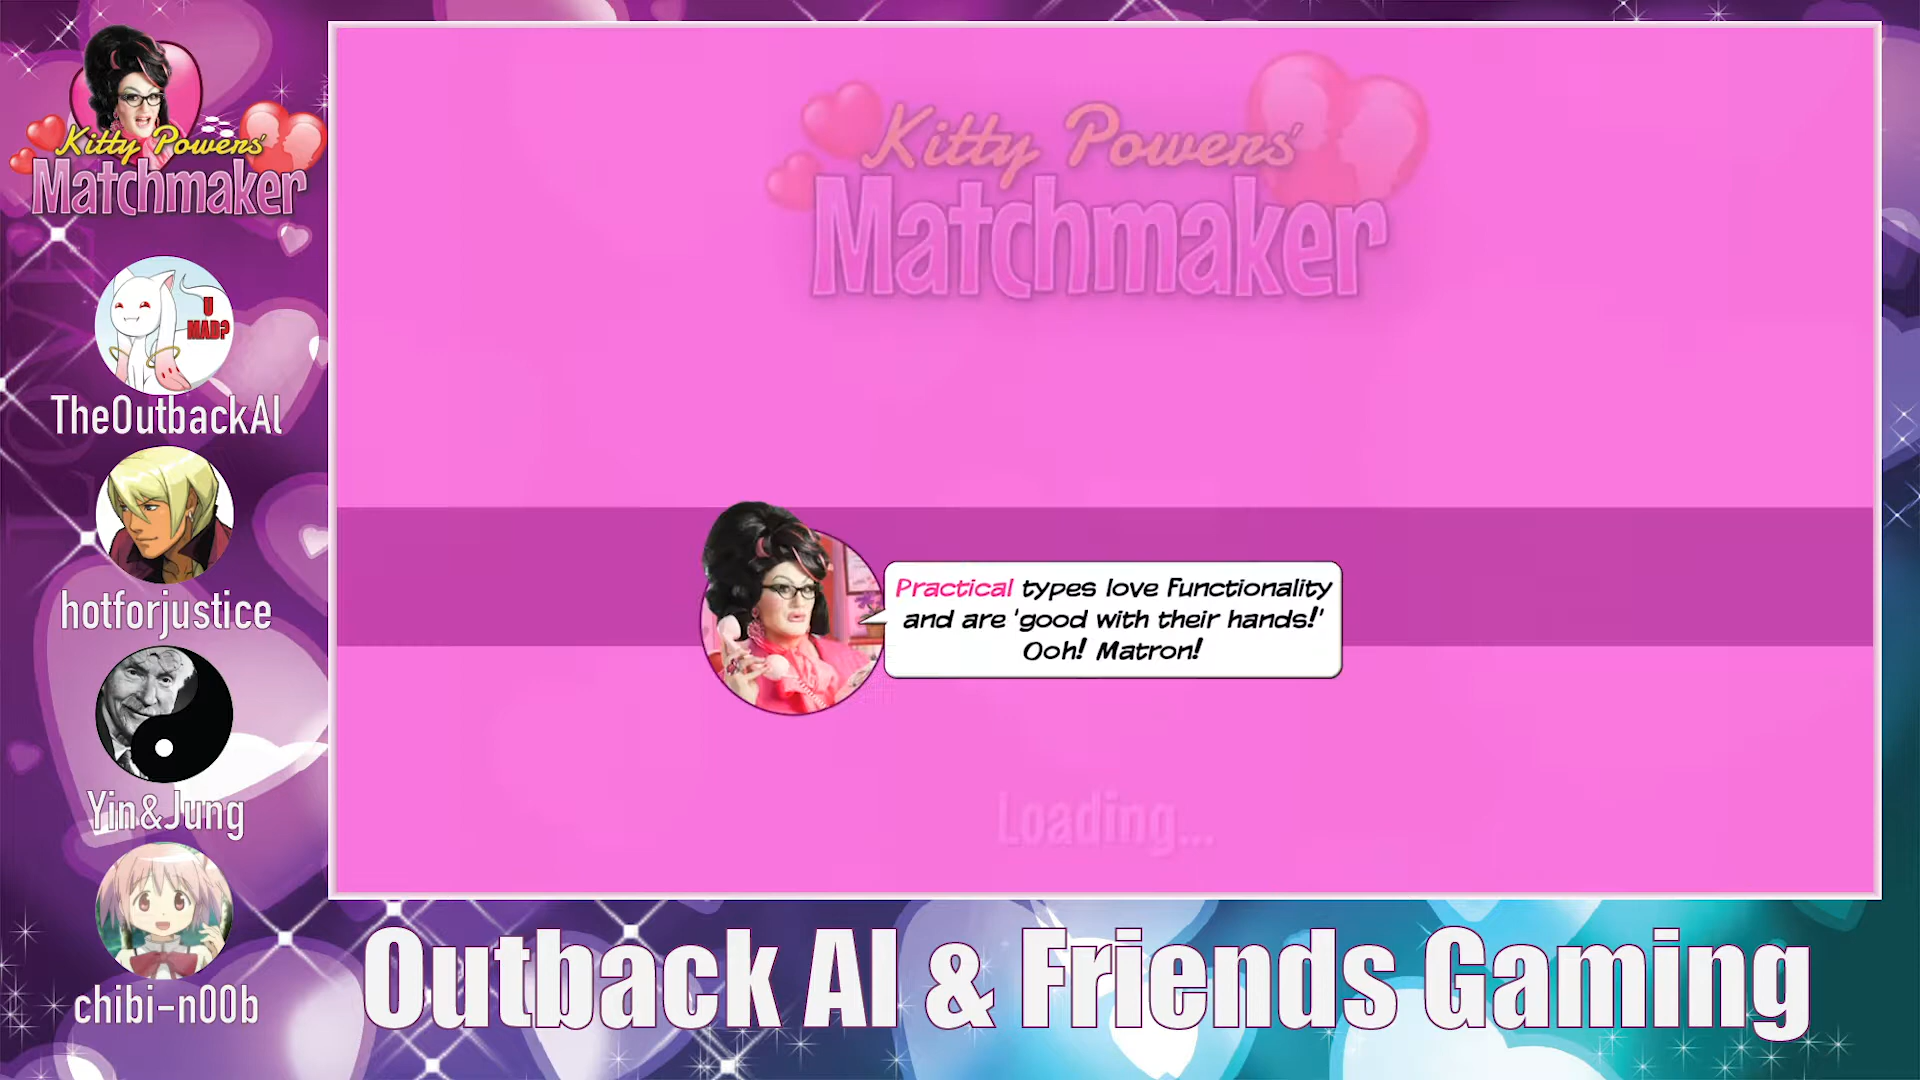 Kitty Powers'
Matchmaker
U
MAD?
TheOutbackAl
hotforjustice
Yin&Jung
chibi-n00b
Kitty Powers'
Matchmaker
Practical types love Functionality
and are 'good with their hands!'
Ooh! Matron!
Loading...
Outback Al & Friends Gaming